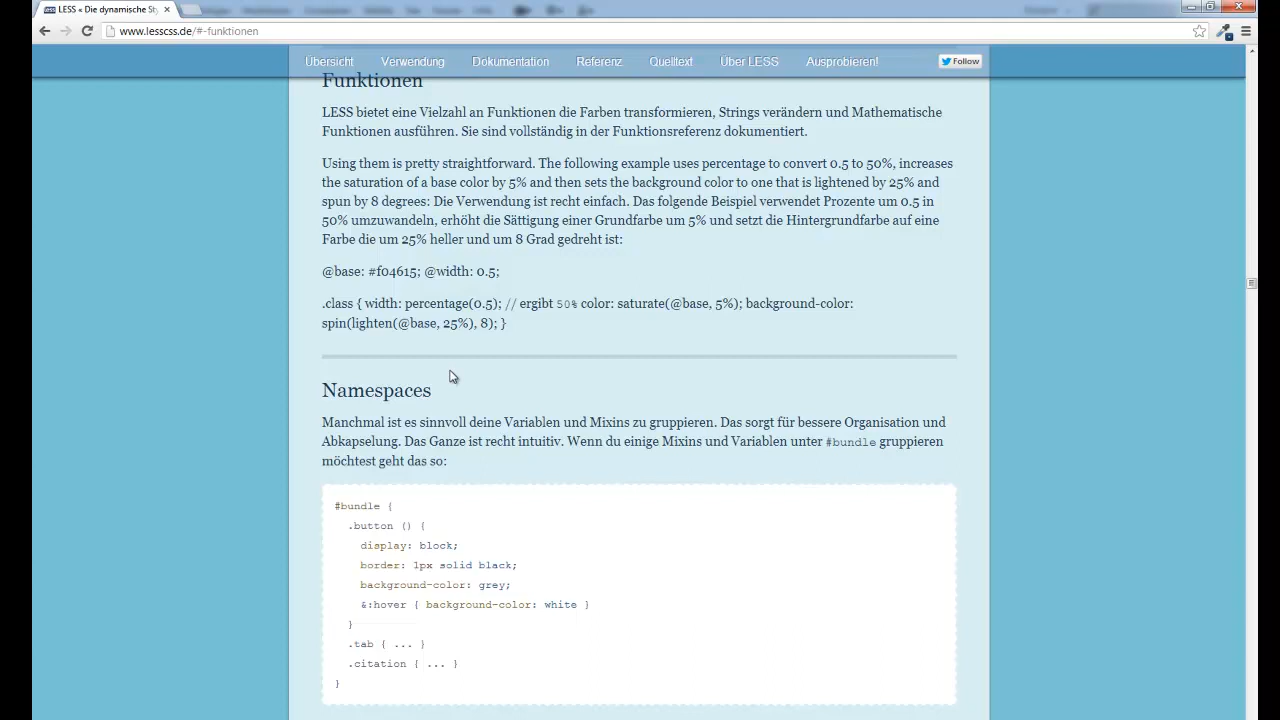 LESS « Die dynamische Sty
www.lesscss.de/#-funktionen
Übersicht Verwendung Dokumentation Referenz Quelltext Über LESS Ausprobieren! Follow
Funktionen
LESS bietet eine Vielzahl an Funktionen die Farben transformieren, Strings verändern und Mathematische
Funktionen ausführen. Sie sind vollständig in der Funktionsreferenz dokumentiert.
Using them is pretty straightforward. The following example uses percentage to convert 0.5 to 50%, increases
the saturation of a base color by 5% and then sets the background color to one that is lightened by 25% and
spun by 8 degrees: Die Verwendung ist recht einfach. Das folgende Beispiel verwendet Prozente um 0.5 in
50% umzuwandeln, erhöht die Sättigung einer Grundfarbe um 5% und setzt die Hintergrundfarbe auf eine
Farbe die um 25% heller und um 8 Grad gedreht ist:
@base: #f04615; @width: 0.5;
.class { width: percentage(0.5); // ergibt 50% color: saturate(@base, 5%); background-color:
spin(lighten(@base, 25%), 8); }
Namespaces
Manchmal ist es sinnvoll deine Variablen und Mixins zu gruppieren. Das sorgt für bessere Organisation und
Abkapselung. Das Ganze ist recht intuitiv. Wenn du einige Mixins und Variablen unter #bundle gruppieren
möchtest geht das so:
#bundle {
.button () {
display: block;
border: 1px solid black;
background-color: grey;
&:hover { background-color: white }
}
.tab { ... }
.citation { ... }
}